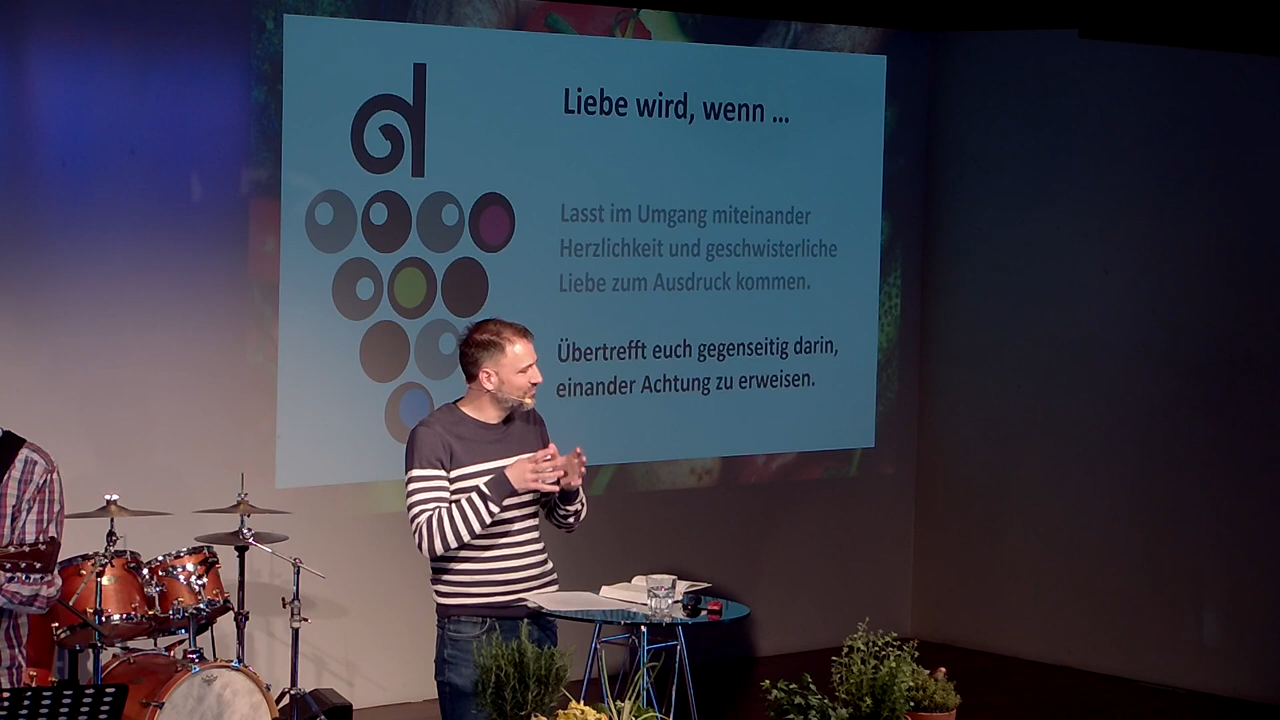 d
Liebe wird, wenn ...
Lasst im Umgang miteinander
Herzlichkeit und geschwisterliche
Liebe zum Ausdruck kommen.
Übertrefft euch gegenseitig darin,
einander Achtung zu erweisen.